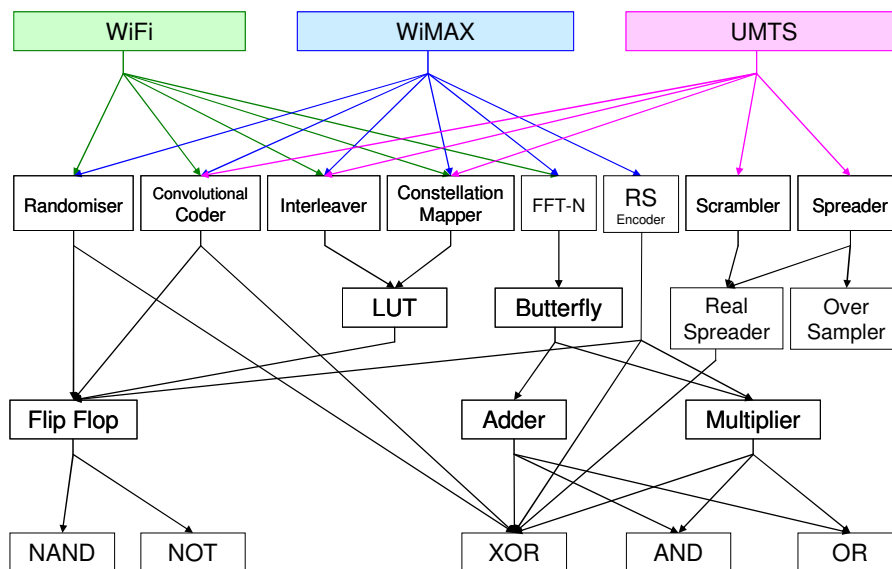 WiFi
WiMAX
UMTS
Randomiser
Convolutional
Coder
Interleaver
Constellation
Mapper
FFT-N
RS
Encoder
Scrambler
Spreader
LUT
Butterfly
Real
Spreader
Over
Sampler
Flip Flop
Adder
Multiplier
NAND
NOT
XOR
AND
OR